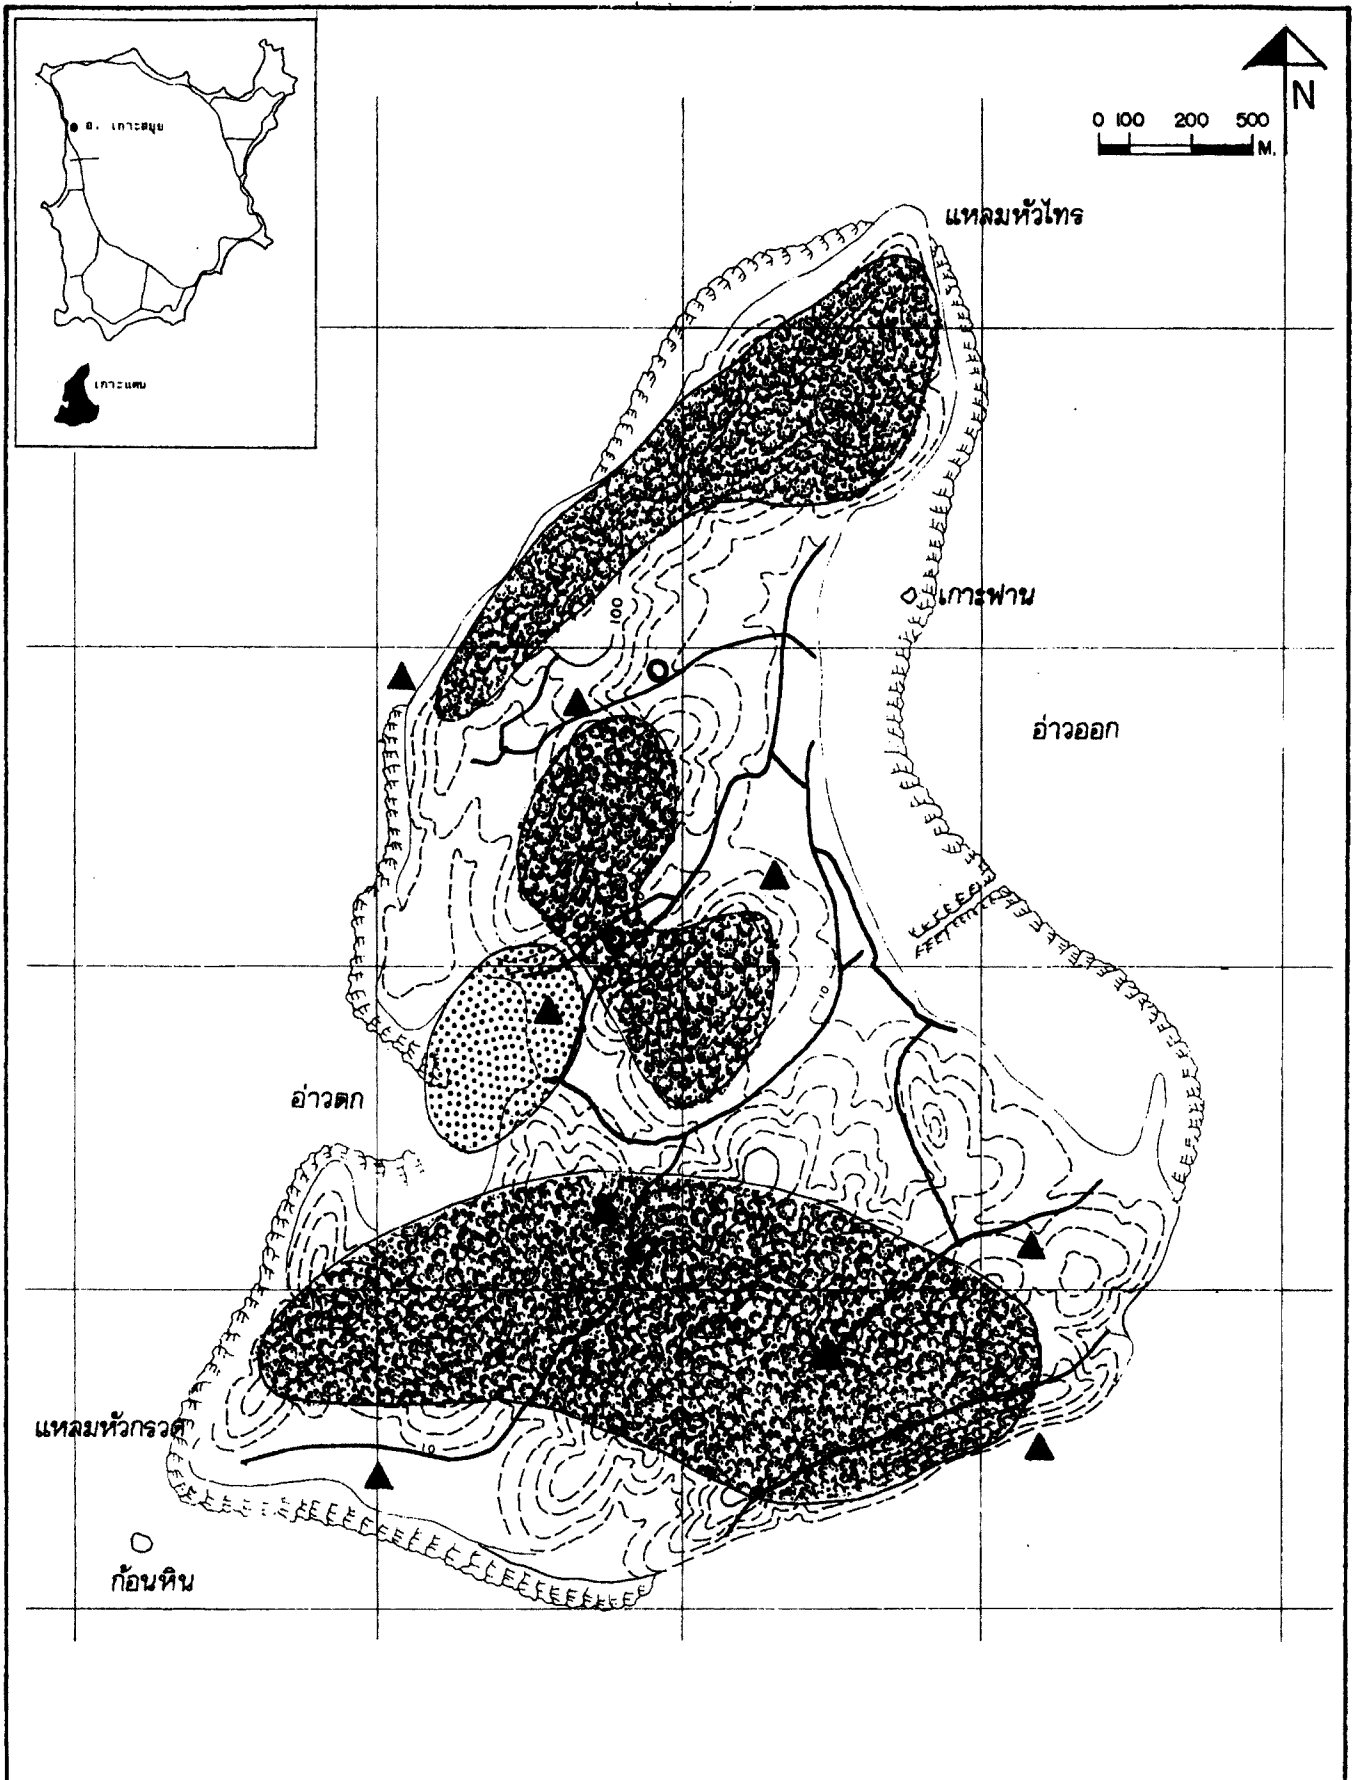 อ. เกาะสมุย
เกาะแตน
N
0 100 200 500
M.
แหลมหัวไทร
เกาะฟาน
100
อ่าวออก
10
อ่าวตก
แหลมหัวกรวด
10
ก้อนหิน